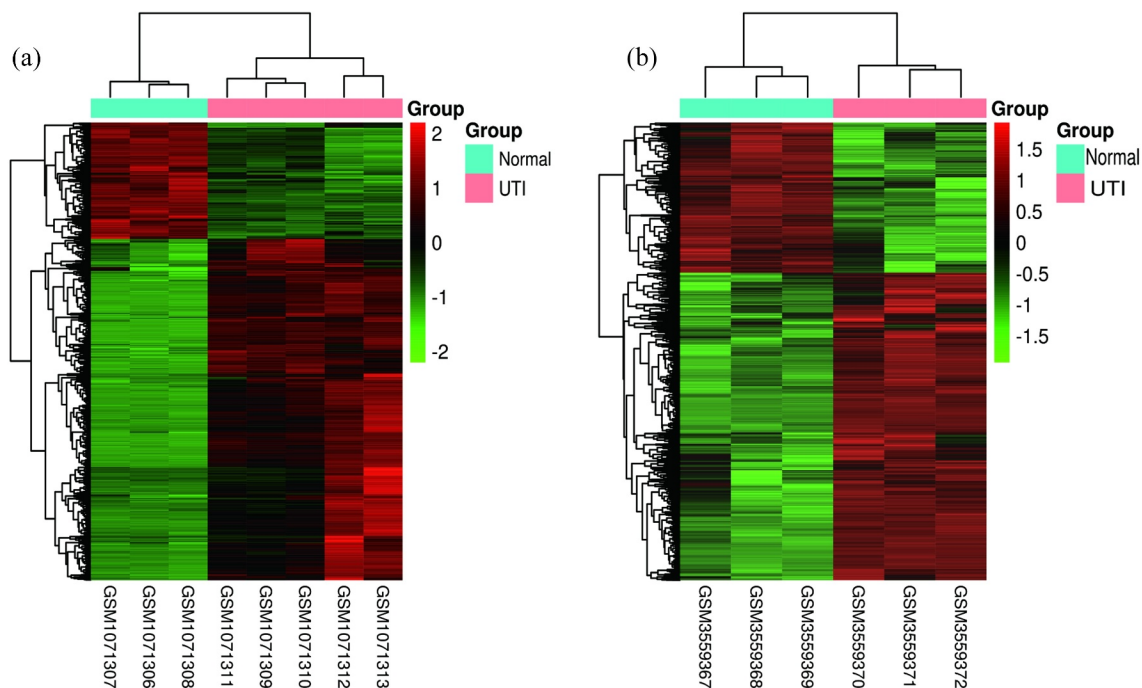 (a)
Group
2
1
0
-1
-2
Group
Normal
UTI
GSM1071307
GSM1071306
GSM1071308
GSM1071311
GSM1071309
GSM1071310
GSM1071312
GSM1071313
(b)
Group
1.5
1
0.5
0
-0.5
-1
-1.5
Group
Normal
UTI
GSM3559367
GSM3559368
GSM3559369
GSM3559370
GSM3559371
GSM3559372